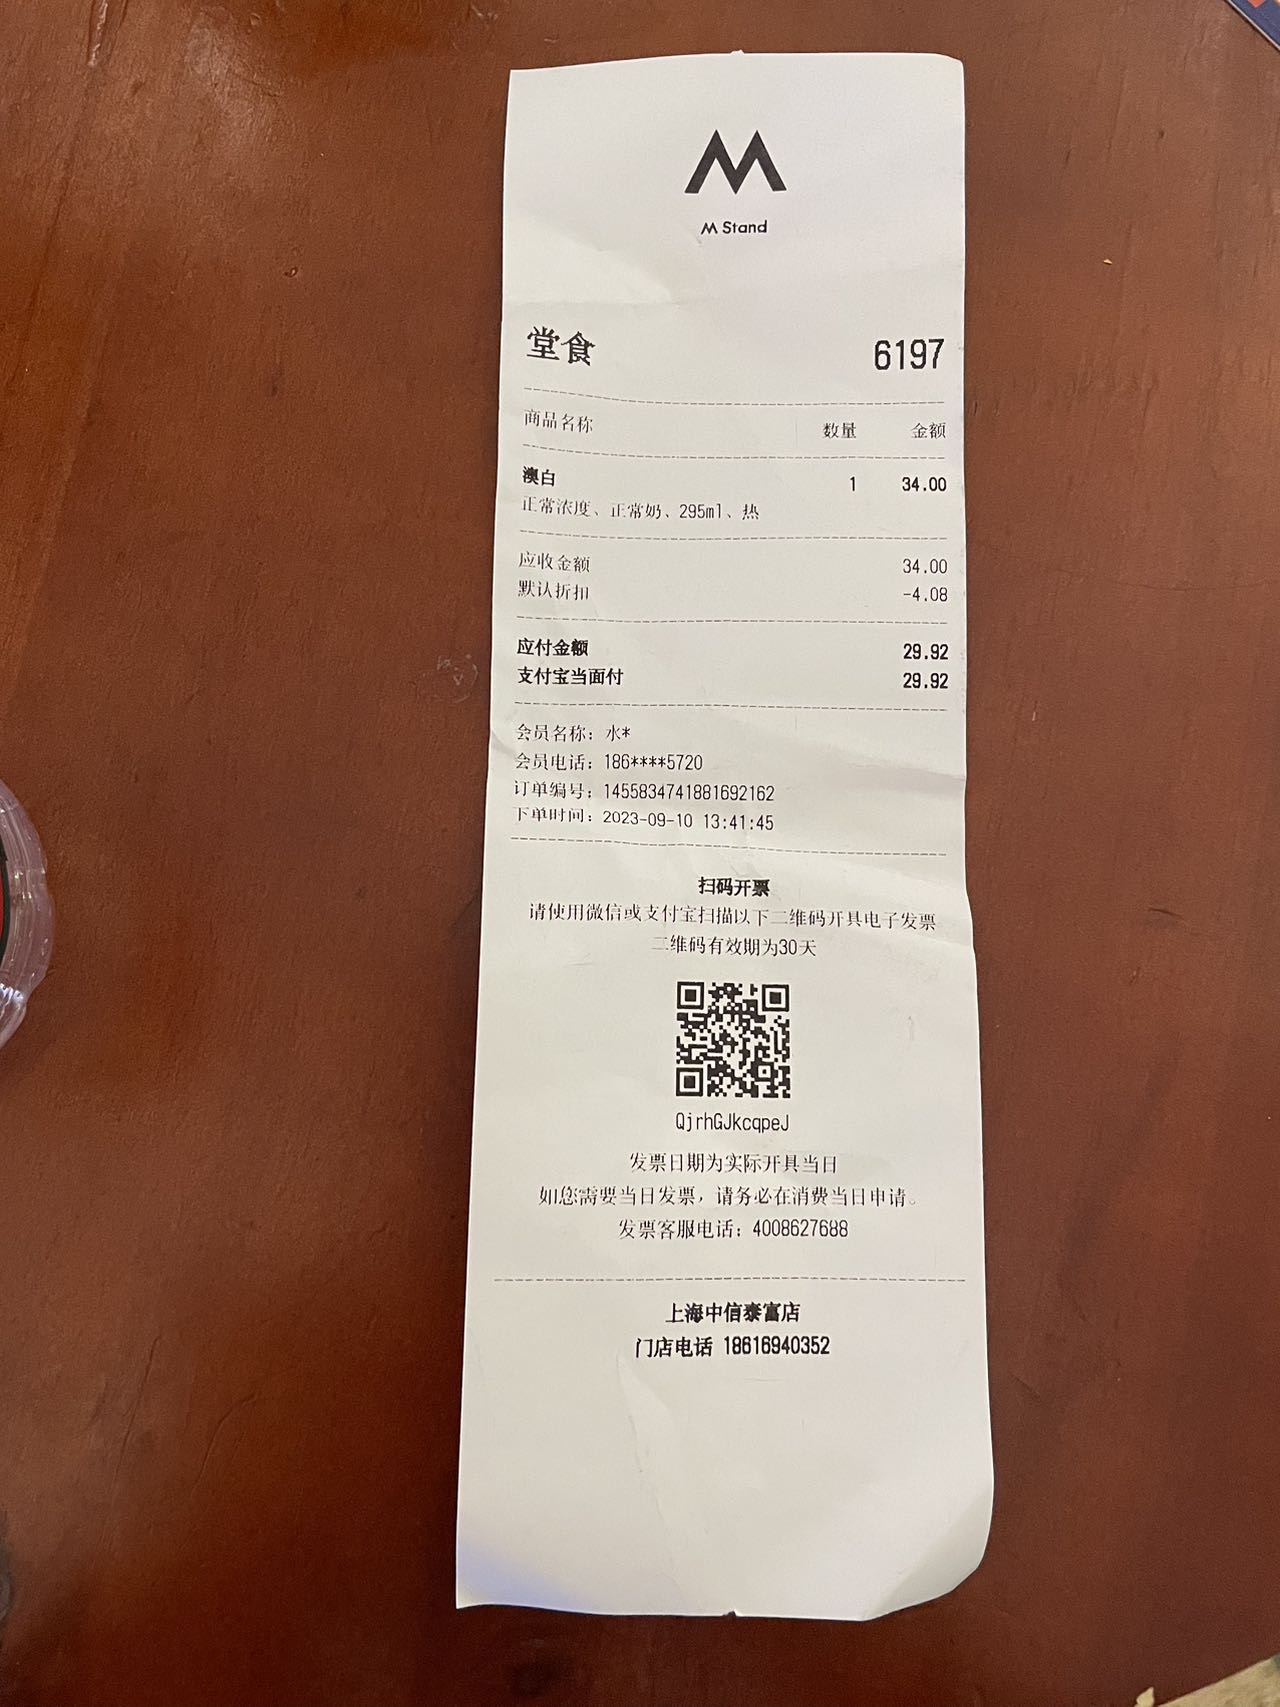 M Stand
堂食 6197
商品名称 数量 金额
澳白 1 34.00
正常浓度、正常奶、295ml、热
应收金额 34.00
默认折扣 -4.08
应付金额 29.92
支付宝当面付 29.92
会员名称：水*
会员电话：186****5720
订单编号：1455834741881692162
下单时间：2023-09-10 13:41:45
扫码开票
请使用微信或支付宝扫描以下二维码开具电子发票
二维码有效期为30天
QjrhGJkcqpeJ
发票日期为实际开具当日
如您需要当日发票，请务必在消费当日申请。
发票客服电话：4008627688
上海中信泰富店
门店电话 18616940352